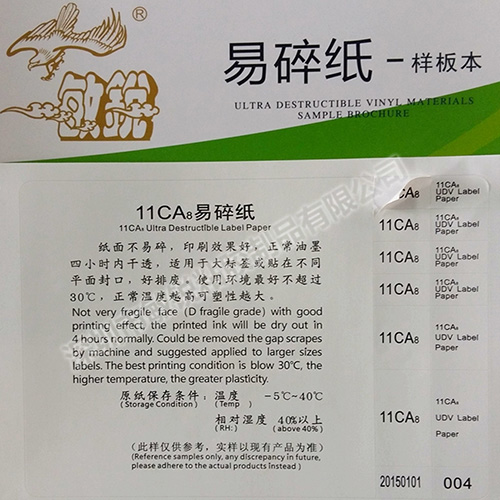 易碎纸-样板本
ULTRA DESTRUCTIBLE VINYL MATERIALS
SAMPLE BROCHURE
11CA8易碎纸
11CA8 Ultra Destructible Label Paper
纸面不易碎，印刷效果好，正常油墨
四小时内干透，适用于大标签或贴在不同
平面封口，好排废，使用环境最好不超过
30℃，正常温度越高可塑性越大。
Not very fragile face (D fragile grade) with good
printing effect, the printed ink will be dry out in
4 hours normally. Could be removed the gap scrapes
by machine and suggested applied to larger sizes
labels. The best printing condition is blow 30℃, the
higher temperature, the greater plasticity.
原纸保存条件：温度 －5℃~40℃
(Storage Condition) (Temp )
相对湿度 40%以上
(RH:) (above 40%)
(此样仅供参考，实样以现有产品为准)
(Reference samples only, any discrepancy in future,
please adhere to the actual products instead )
11CA8
11CA8
UDV Label
Paper
11CA8
11CA8
UDV Label
Paper
11CA8
11CA8
UDV Label
Paper
11CA8
11CA8
UDV Label
Paper
11CA8
11CA8
UDV Label
Paper
11CA8
11CA8
UDV Label
Paper
20150101 004